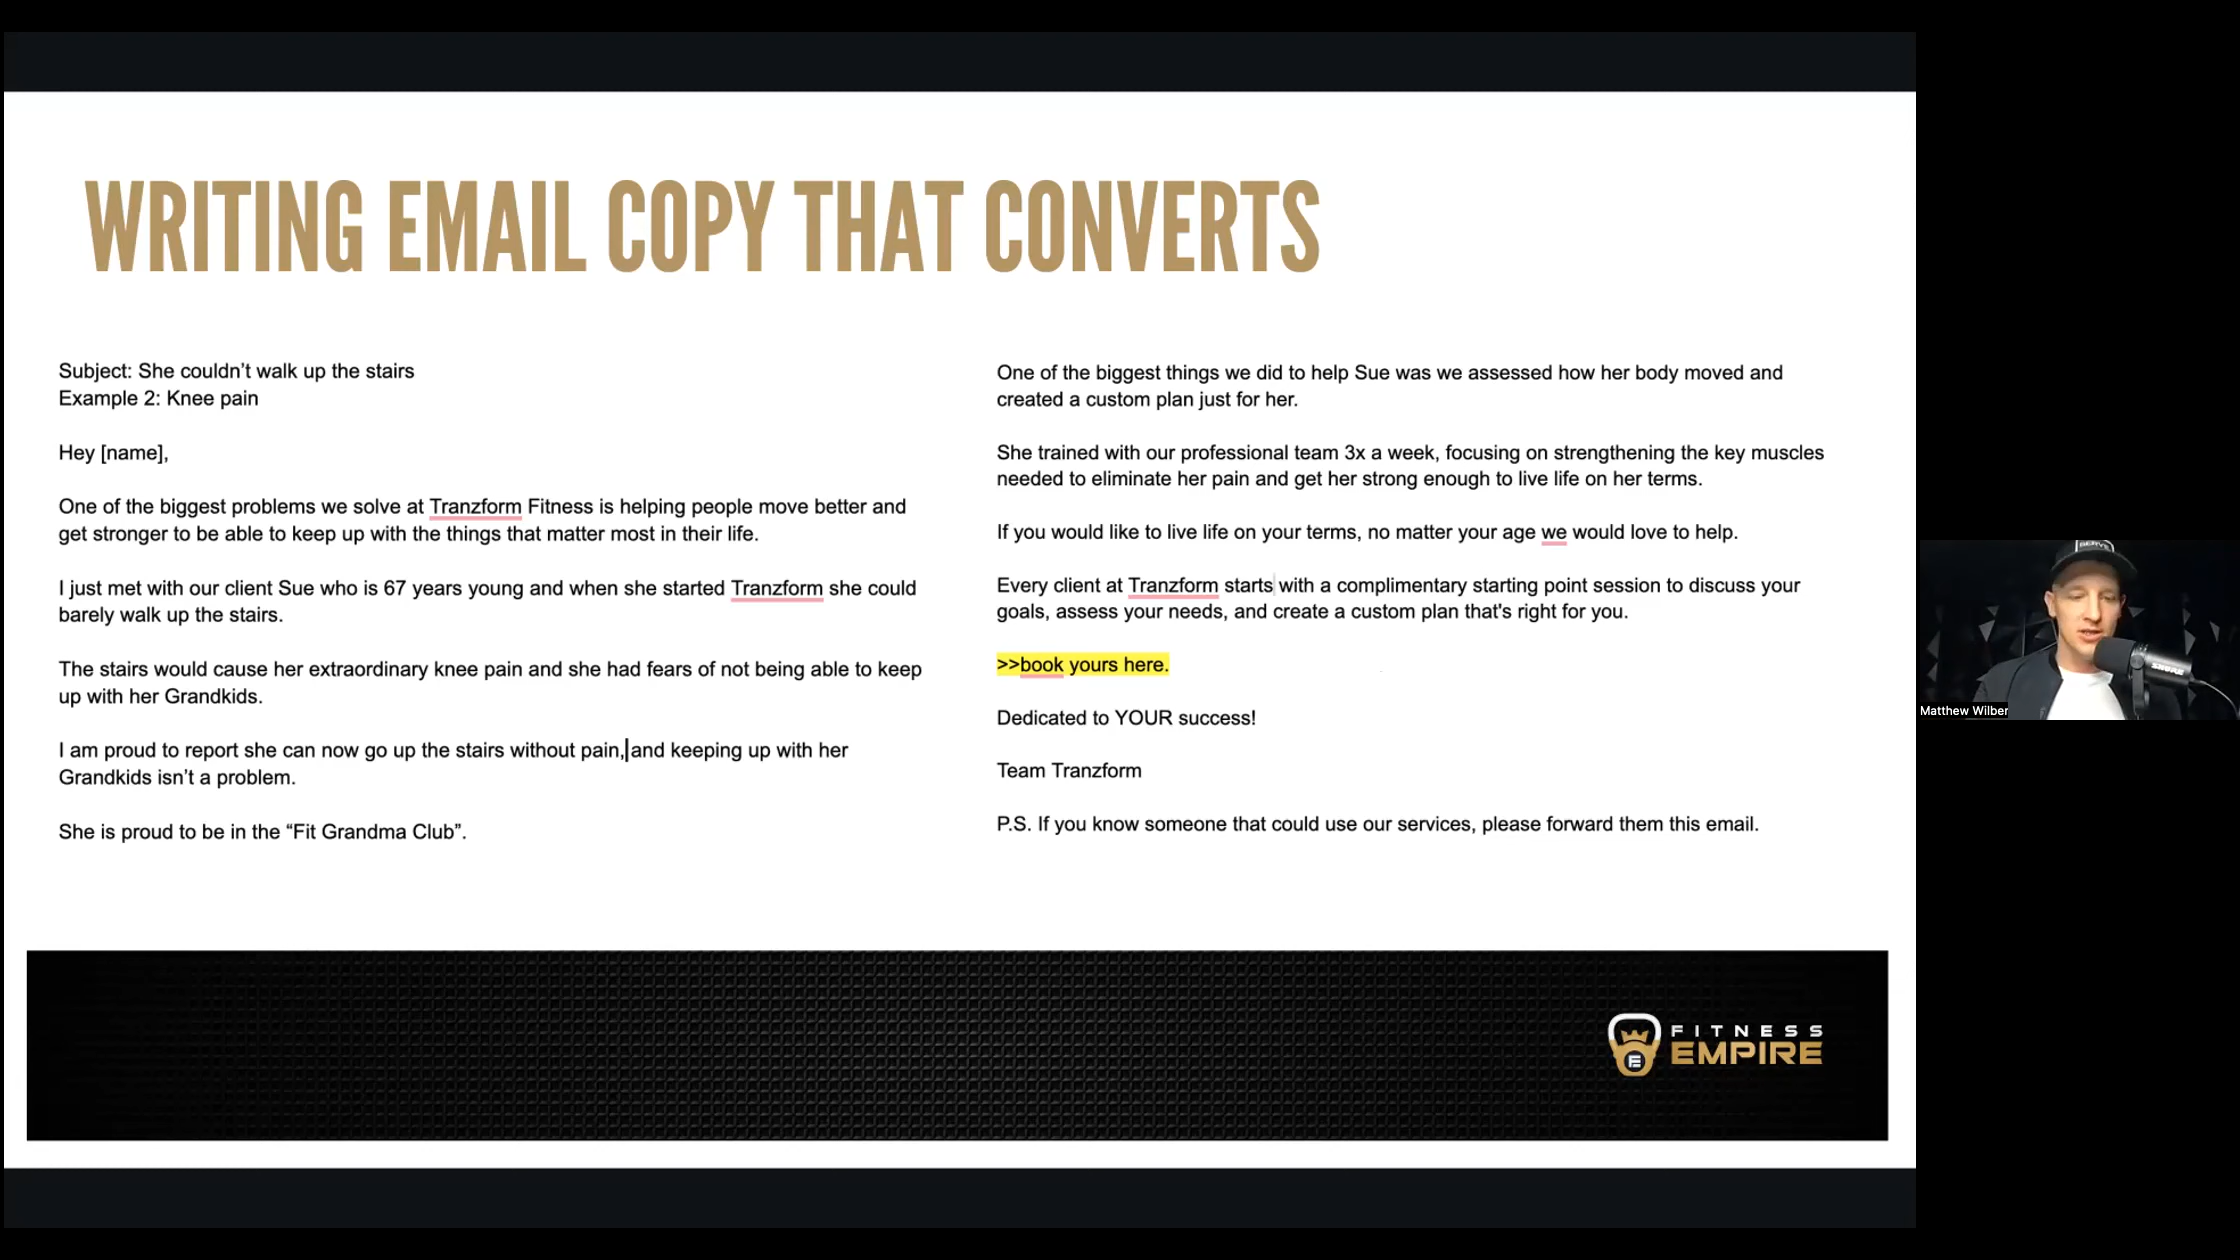 WRITING EMAIL COPY THAT CONVERTS
Subject: She couldn’t walk up the stairs
Example 2: Knee pain
Hey [name],
One of the biggest problems we solve at Tranzform Fitness is helping people move better and
get stronger to be able to keep up with the things that matter most in their life.
I just met with our client Sue who is 67 years young and when she started Tranzform she could
barely walk up the stairs.
The stairs would cause her extraordinary knee pain and she had fears of not being able to keep
up with her Grandkids.
I am proud to report she can now go up the stairs without pain, and keeping up with her
Grandkids isn’t a problem.
She is proud to be in the “Fit Grandma Club”.
One of the biggest things we did to help Sue was we assessed how her body moved and
created a custom plan just for her.
She trained with our professional team 3x a week, focusing on strengthening the key muscles
needed to eliminate her pain and get her strong enough to live life on her terms.
If you would like to live life on your terms, no matter your age we would love to help.
Every client at Tranzform starts with a complimentary starting point session to discuss your
goals, assess your needs, and create a custom plan that's right for you.
>>book yours here.
Dedicated to YOUR success!
Team Tranzform
P.S. If you know someone that could use our services, please forward them this email.
E
FITNESS
EMPIRE
SERVE
SHURE
Matthew Wilber